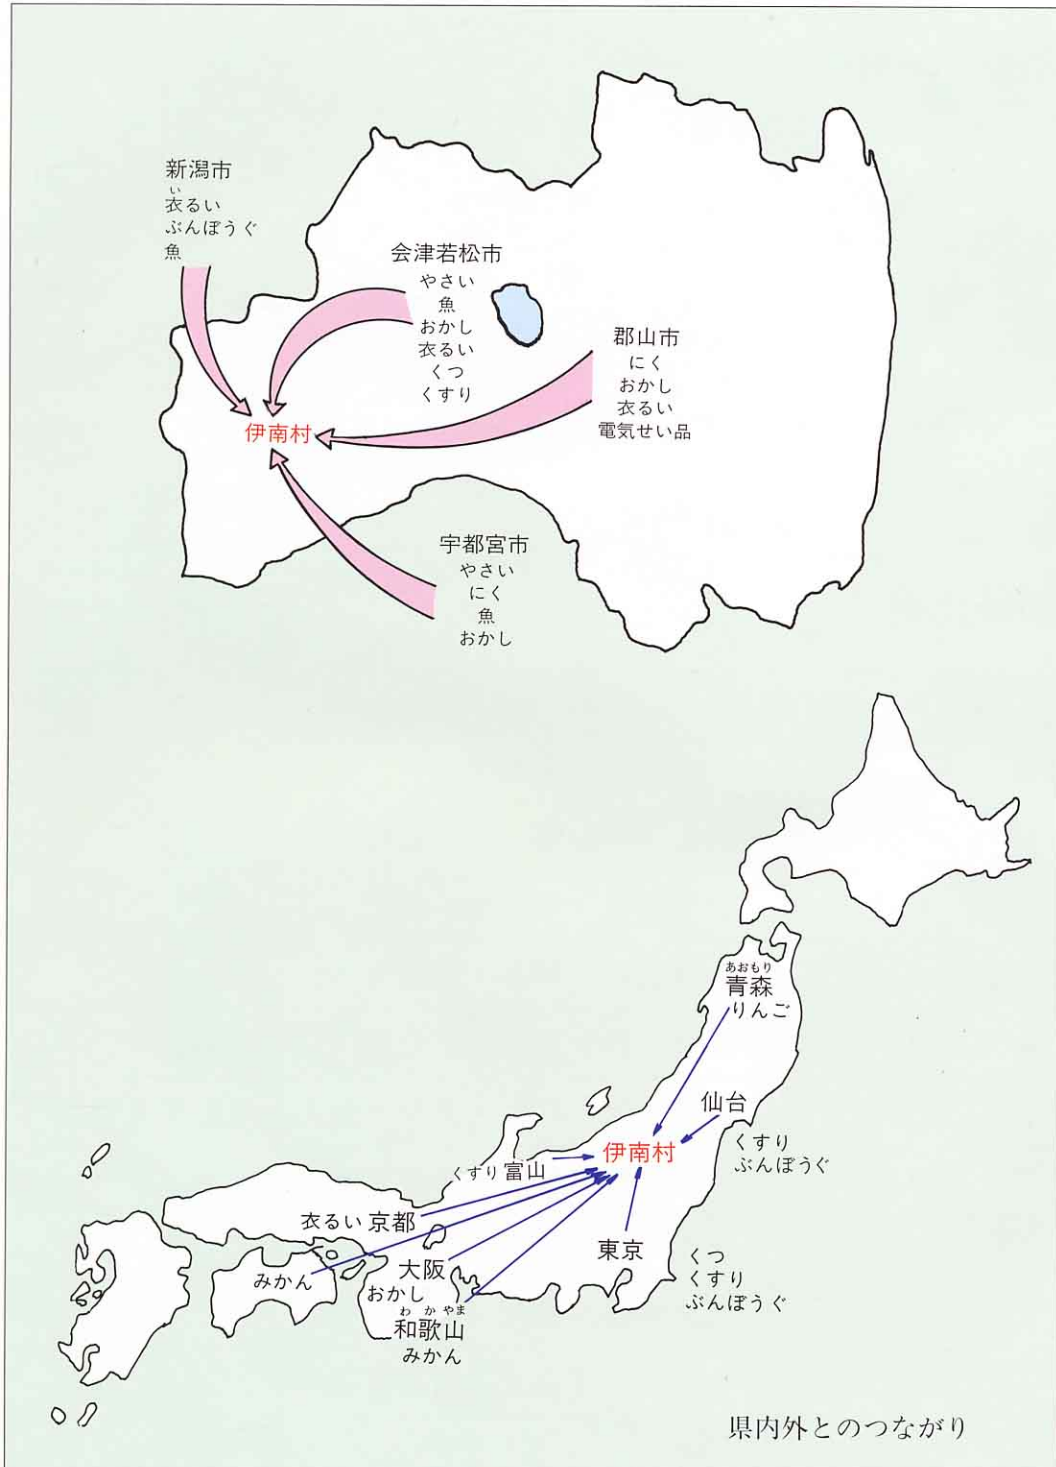 新潟市
い
衣るい
ぶんぼうぐ
魚
会津若松市
やさい
魚
おかし
衣るい
くつ
くすり
郡山市
にく
おかし
衣るい
電気せい品
伊南村
宇都宮市
やさい
にく
魚
おかし
あおもり
青森
りんご
仙台
くすり
ぶんぼうぐ
伊南村
くすり 富山
衣るい 京都
東京
くつ
くすり
ぶんぼうぐ
みかん
大阪
おかし
わかやま
和歌山
みかん
県内外とのつながり